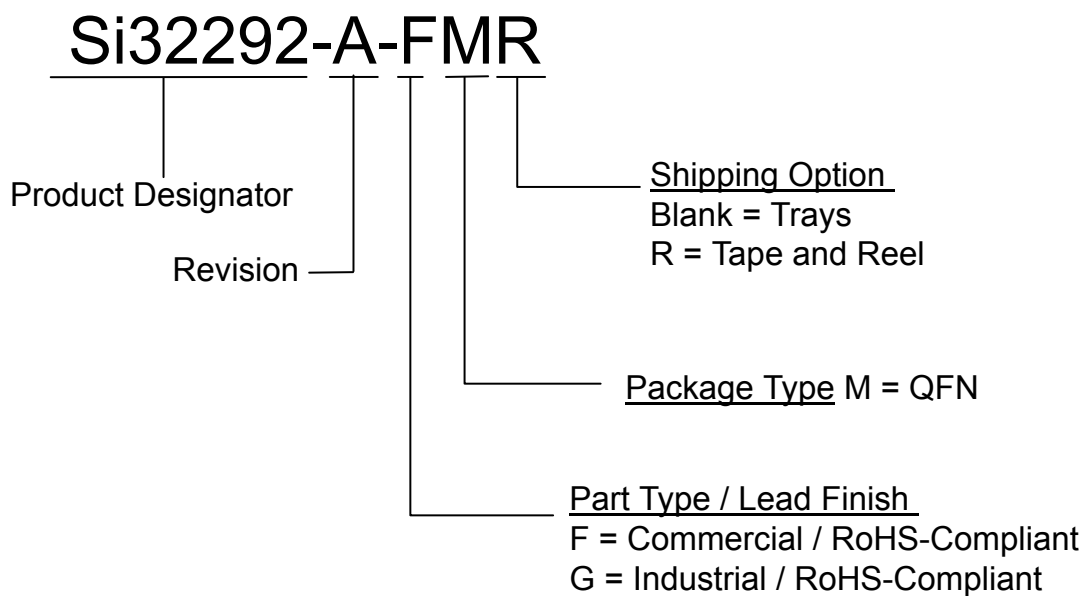 Si32292-A-FMR
Product Designator
Revision
Shipping Option
Blank = Trays
R = Tape and Reel
Package Type M = QFN
Part Type / Lead Finish
F = Commercial / RoHS-Compliant
G = Industrial / RoHS-Compliant